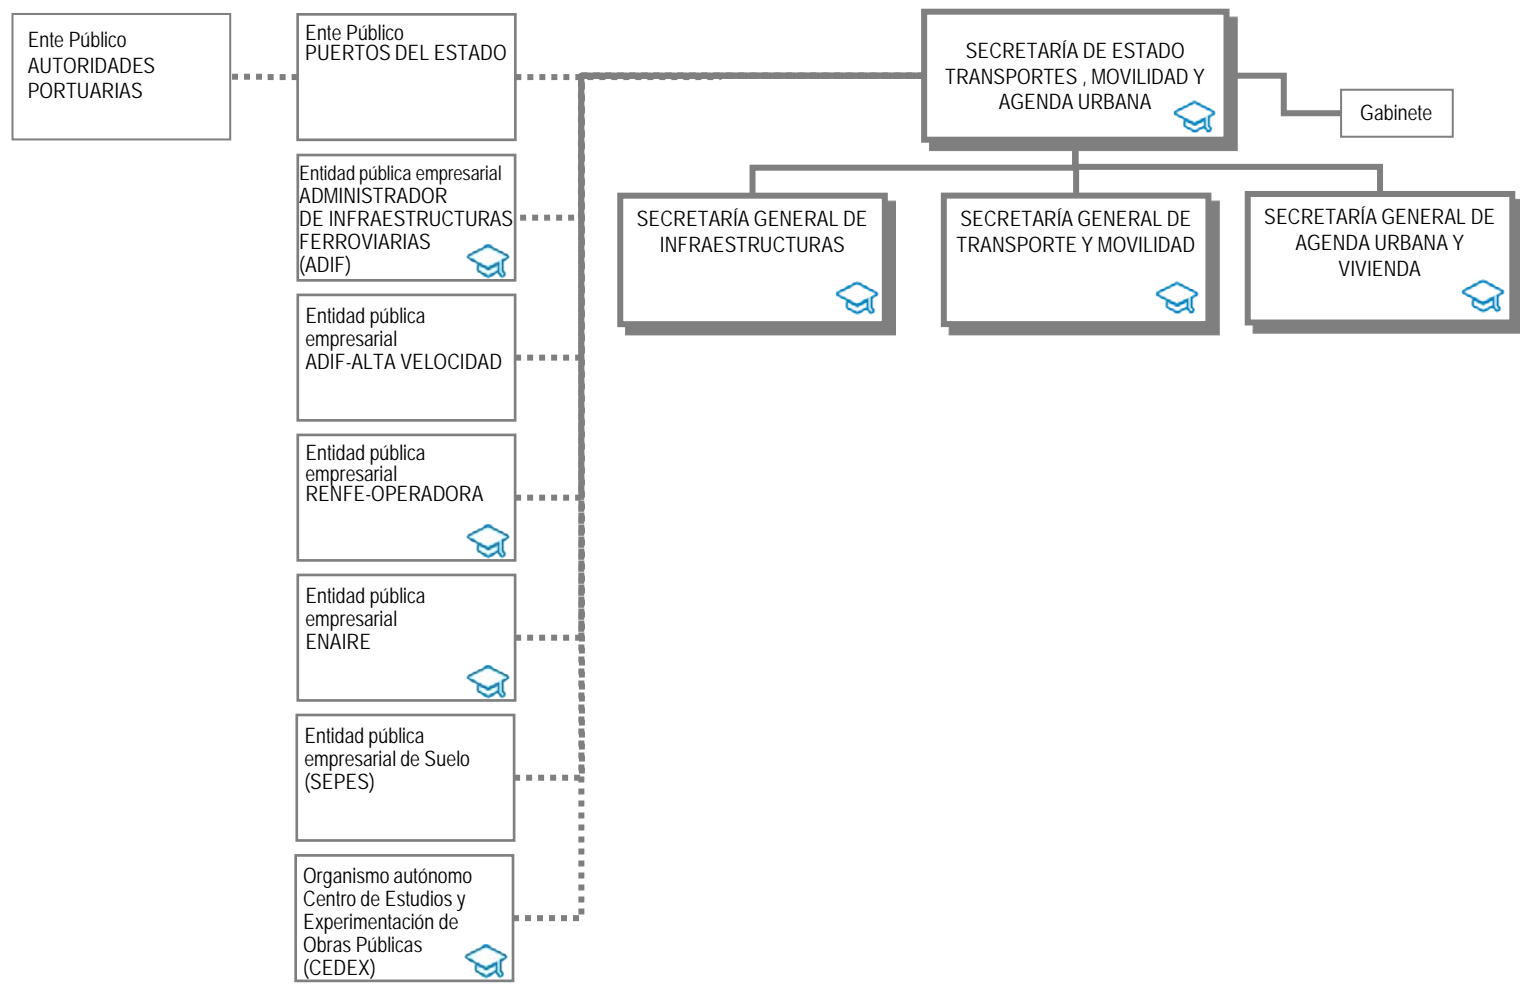 Ente Público
AUTORIDADES
PORTUARIAS
Ente Público
PUERTOS DEL ESTADO
SECRETARÍA DE ESTADO
TRANSPORTES , MOVILIDAD Y
AGENDA URBANA
Gabinete
Entidad pública empresarial
ADMINISTRADOR
DE INFRAESTRUCTURAS
FERROVIARIAS
(ADIF)
SECRETARÍA GENERAL DE
INFRAESTRUCTURAS
SECRETARÍA GENERAL DE
TRANSPORTE Y MOVILIDAD
SECRETARÍA GENERAL DE
AGENDA URBANA Y
VIVIENDA
Entidad pública
empresarial
ADIF-ALTA VELOCIDAD
Entidad pública
empresarial
RENFE-OPERADORA
Entidad pública
empresarial
ENAIRE
Entidad pública
empresarial de Suelo
(SEPES)
Organismo autónomo
Centro de Estudios y
Experimentación de
Obras Públicas
(CEDEX)